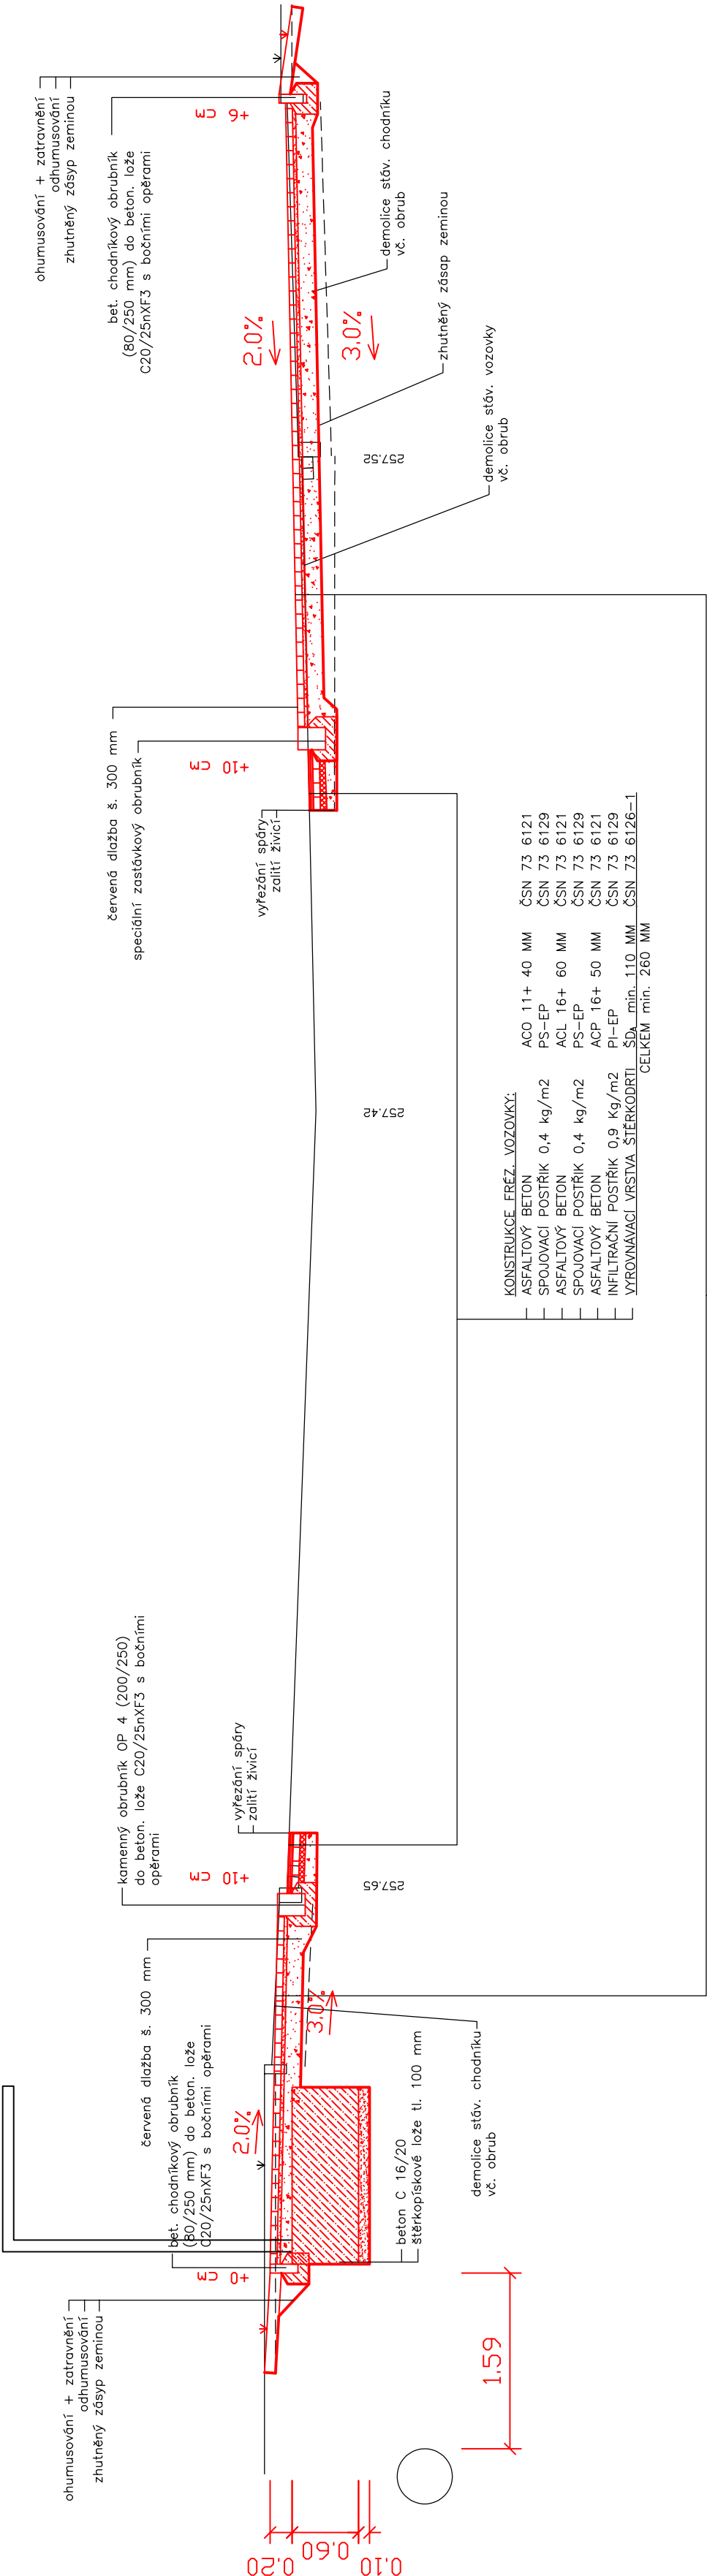 ohumusování + zatravnění
odhumusování
zhutněný zásyp zeminou
bet. chodníkový obrubník
(80/250 mm) do beton. lože
C20/25nXF3 s bočními opěrami
+0 cm
2.0%
červená dlažba š. 300 mm
kamenný obrubník OP 4 (200/250)
do beton. lože C20/25nXF3 s bočními
opěrami
+10 cm
vyřezání spáry
zalití živicí
3.0%
257.65
beton C 16/20
štěrkopískové lože tl. 100 mm
demolice stáv. chodníku
vč. obrub
0.20
0.60
0.10
1.59
257.42
KONSTRUKCE FRÉZ. VOZOVKY:
ASFALTOVÝ BETON ACO 11+ 40 MM ČSN 73 6121
SPOJOVACÍ POSTŘIK 0,4 kg/m2 PS-EP ČSN 73 6129
ASFALTOVÝ BETON ACL 16+ 60 MM ČSN 73 6121
SPOJOVACÍ POSTŘIK 0,4 kg/m2 PS-EP ČSN 73 6129
ASFALTOVÝ BETON ACP 16+ 50 MM ČSN 73 6121
INFILTRAČNÍ POSTŘIK 0,9 Kg/m2 PI-EP ČSN 73 6129
VYROVNÁVACÍ VRSTVA ŠTĚRKODRTI ŠDA min. 110 MM ČSN 73 6126-1
CELKEM min. 260 MM
červená dlažba š. 300 mm
speciální zastávkový obrubník
+10 cm
vyřezání spáry
zalití živicí
2.0%
3.0%
257.52
demolice stáv. vozovky
vč. obrub
zhutněný zásap zeminou
demolice stáv. chodníku
vč. obrub
+6 cm
bet. chodníkový obrubník
(80/250 mm) do beton. lože
C20/25nXF3 s bočními opěrami
ohumusování + zatravnění
odhumusování
zhutněný zásyp zeminou